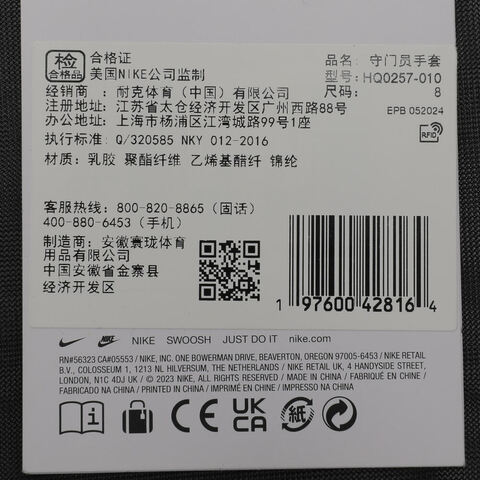 检
合格品
合格证
美国NIKE公司监制
品名: 守门员手套
型号: HQ0257-010
尺码: 8
经销商 : 耐克体育（中国）有限公司
注册地址: 江苏省太仓经济开发区广州西路88号
办公地址: 上海市杨浦区江湾城路99号1座
EPB 052024
RFID
执行标准: Q/320585 NKY 012-2016
材质: 乳胶 聚酯纤维 乙烯基酯纤 锦纶
客服热线: 800-820-8865 (固话)
400-880-6453 (手机)
制造商: 安徽寰珑体育
用品有限公司
中国安徽省金寨县
经济开发区
1 97600 42816 4
NIKE SWOOSH JUST DO IT nike.com
RN#56323 CA#05553 / NIKE, INC. ONE BOWERMAN DRIVE, BEAVERTON, OREGON 97005-6453 / NIKE RETAIL
B.V., COLOSSEUM 1, 1213 NL HILVERSUM, THE NETHERLANDS / NIKE RETAIL UK, 4 HANDYSIDE STREET,
LONDON, N1C 4DJ UK / © 2023 NIKE, ALL RIGHTS RESERVED / MADE IN CHINA / FABRIQUÉ EN CHINE /
FABRICADO NA CHINA / PRINTED IN CHINA / IMPRIMÉ EN CHINE / IMPRESO EN CHINA
CE UK CA 紙